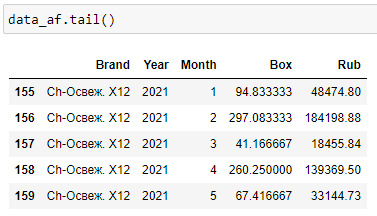 data_af.tail()
Brand Year Month Box Rub
155 Ch-Освеж. X12 2021 1 94.833333 48474.80
156 Ch-Освеж. X12 2021 2 297.083333 184198.88
157 Ch-Освеж. X12 2021 3 41.166667 18455.84
158 Ch-Освеж. X12 2021 4 260.250000 139369.50
159 Ch-Освеж. X12 2021 5 67.416667 33144.73